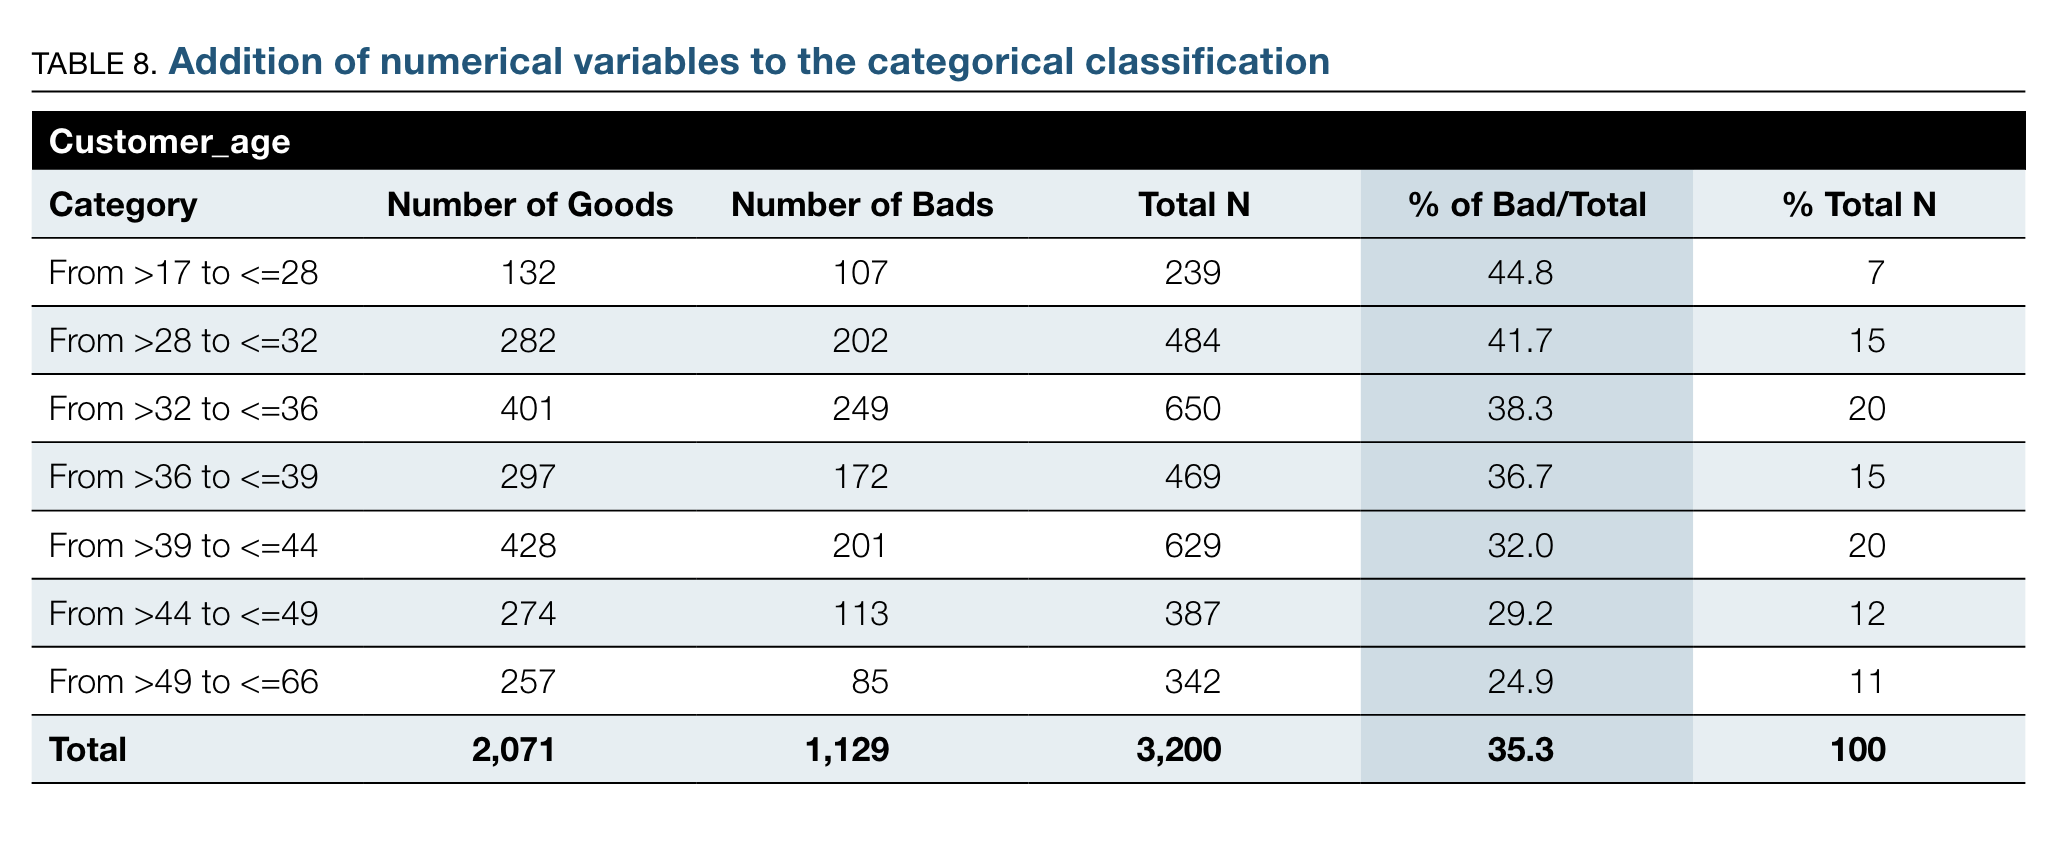 TABLE 8. Addition of numerical variables to the categorical classification
Customer_age
Category Number of Goods Number of Bads Total N % of Bad/Total % Total N
From >17 to <=28 132 107 239 44.8 7
From >28 to <=32 282 202 484 41.7 15
From >32 to <=36 401 249 650 38.3 20
From >36 to <=39 297 172 469 36.7 15
From >39 to <=44 428 201 629 32.0 20
From >44 to <=49 274 113 387 29.2 12
From >49 to <=66 257 85 342 24.9 11
Total 2,071 1,129 3,200 35.3 100